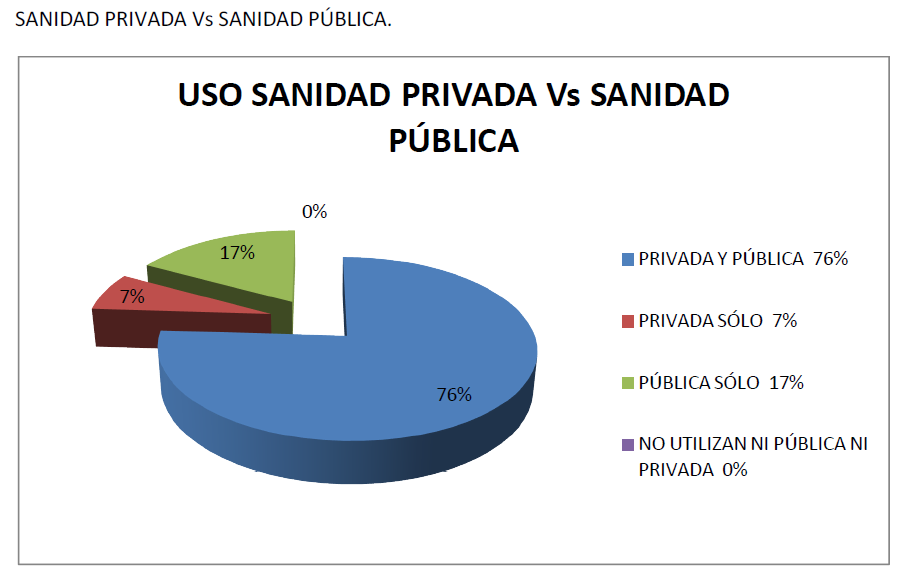 SANIDAD PRIVADA Vs SANIDAD PÚBLICA.
USO SANIDAD PRIVADA Vs SANIDAD
PÚBLICA
0%
17%
7%
76%
PRIVADA Y PÚBLICA 76%
PRIVADA SÓLO 7%
PÚBLICA SÓLO 17%
NO UTILIZAN NI PÚBLICA NI
PRIVADA 0%